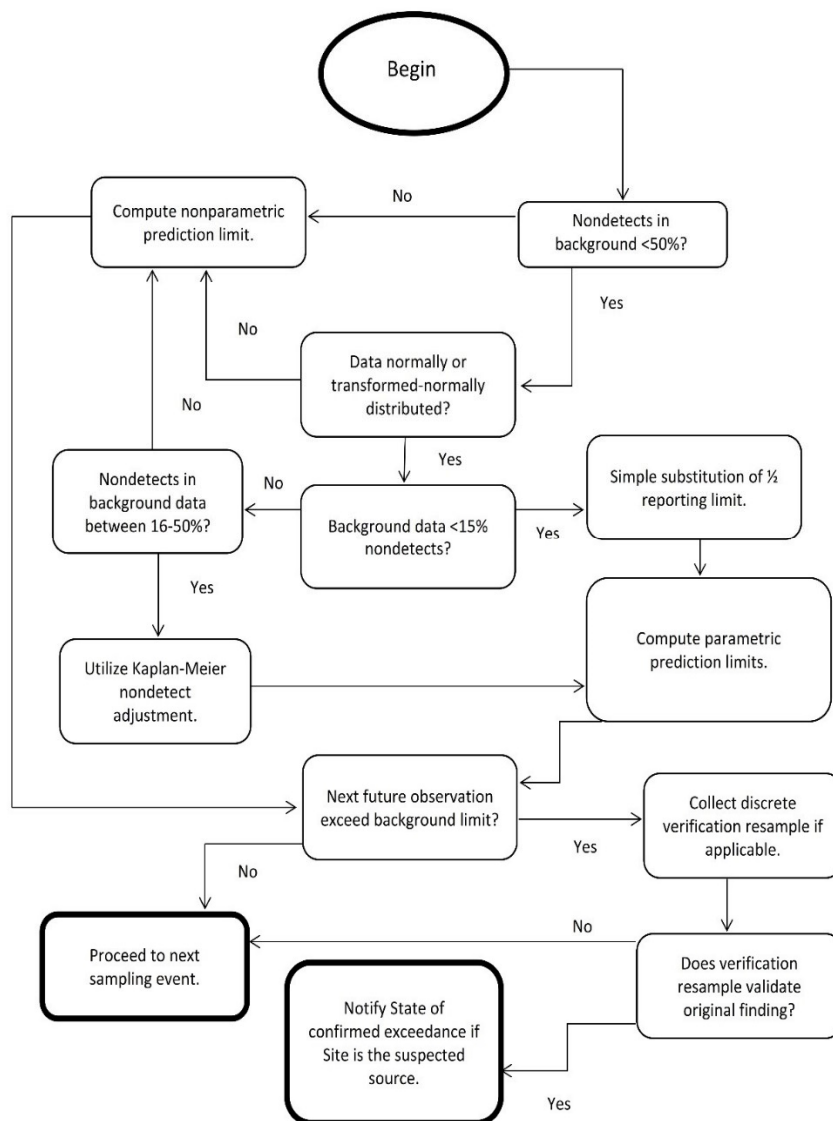 Begin
No
Compute nonparametric
prediction limit.
Nondetects in
background <50%?
Yes
No
Data normally or
transformed-normally
distributed?
No
Yes
Nondetects in
background data
between 16-50%?
No
Background data <15%
nondetects?
Yes
Simple substitution of ½
reporting limit.
Yes
Utilize Kaplan-Meier
nondetect
adjustment.
Compute parametric
prediction limits.
Next future observation
exceed background limit?
Yes
Collect discrete
verification resample if
applicable.
No
Proceed to next
sampling event.
No
Does verification
resample validate
original finding?
Notify State of
confirmed exceedance if
Site is the suspected
source.
Yes